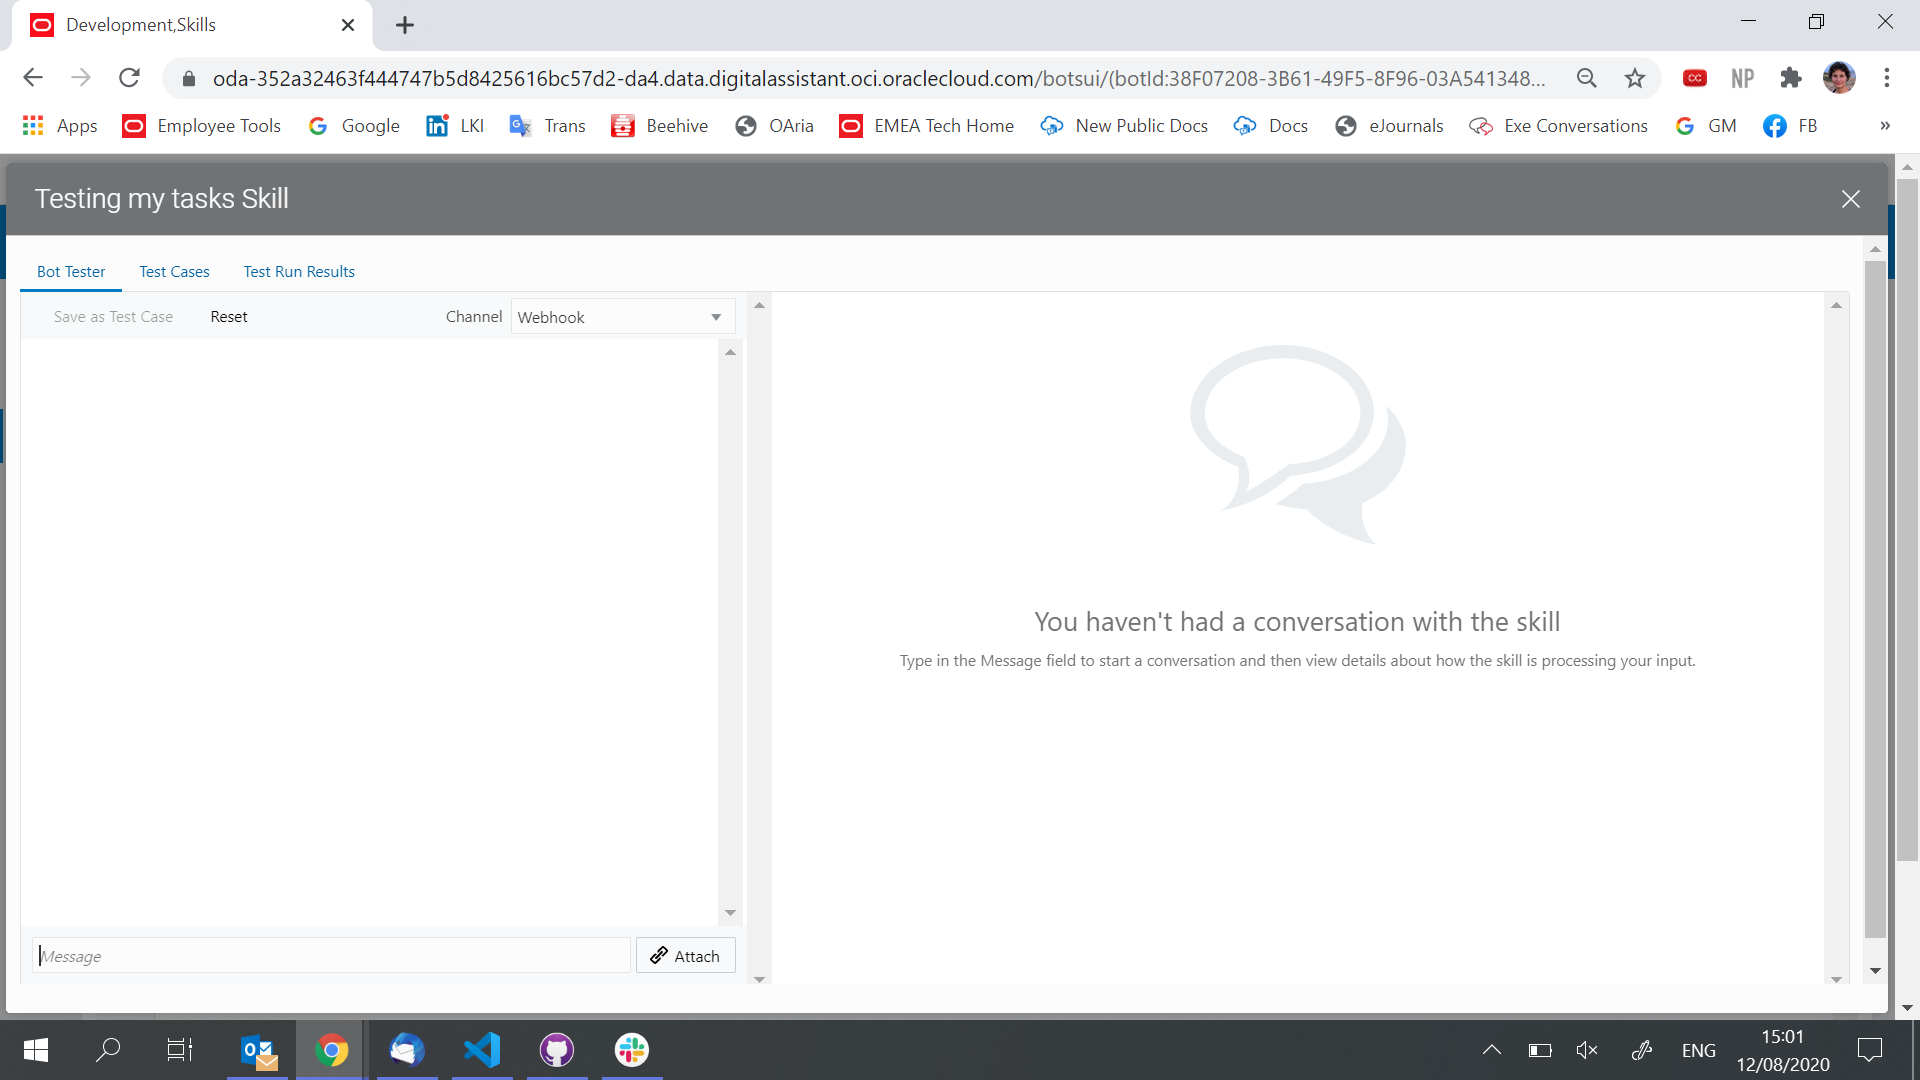 Development,Skills
oda-352a32463f444747b5d8425616bc57d2-da4.data.digitalassistant.oci.oraclecloud.com/botsui/(botId:38F07208-3B61-49F5-8F96-03A541348...
CC NP
Apps Employee Tools Google LKI Trans Beehive OAria EMEA Tech Home New Public Docs Docs eJournals Exe Conversations GM FB »
Testing my tasks Skill
Bot Tester Test Cases Test Run Results
Save as Test Case Reset Channel Webhook
You haven't had a conversation with the skill
Type in the Message field to start a conversation and then view details about how the skill is processing your input.
Message Attach
ENG
15:01
12/08/2020